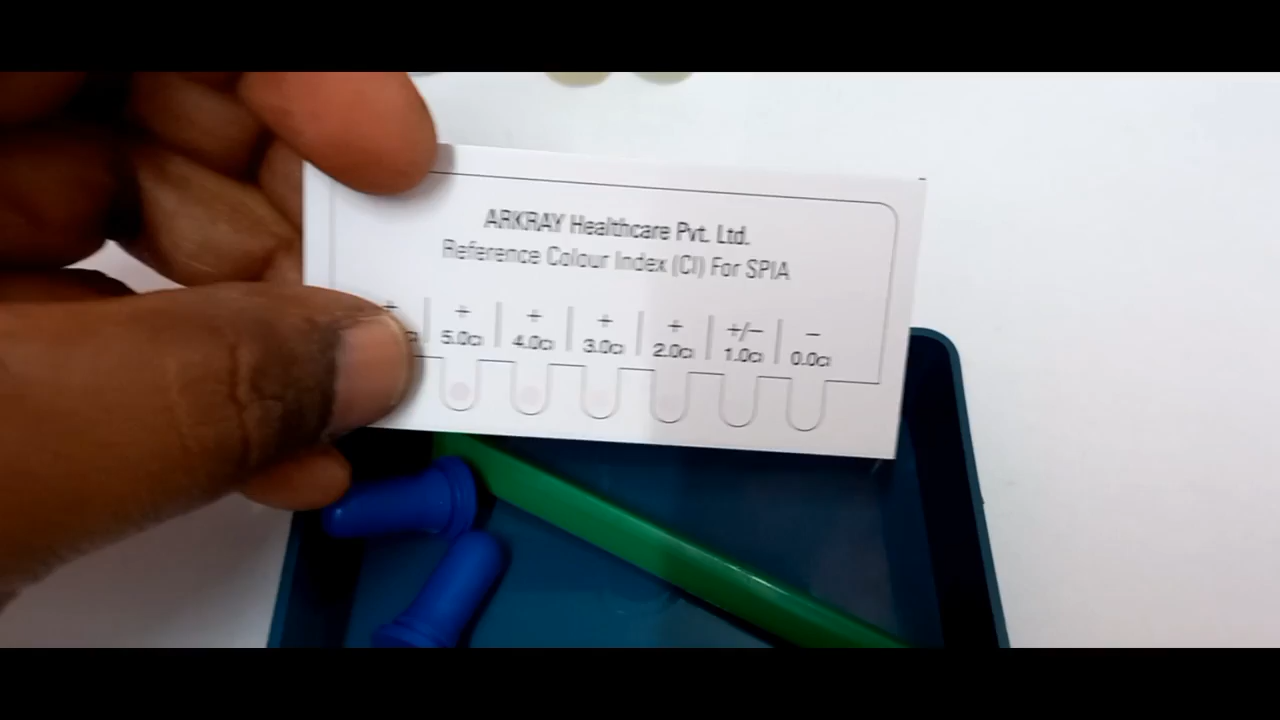 ARKRAY Healthcare Pvt. Ltd.
Reference Colour Index (CI) For SPIA
+ + + + + +/− −
5.0CI 4.0CI 3.0CI 2.0CI 1.0CI 0.0CI